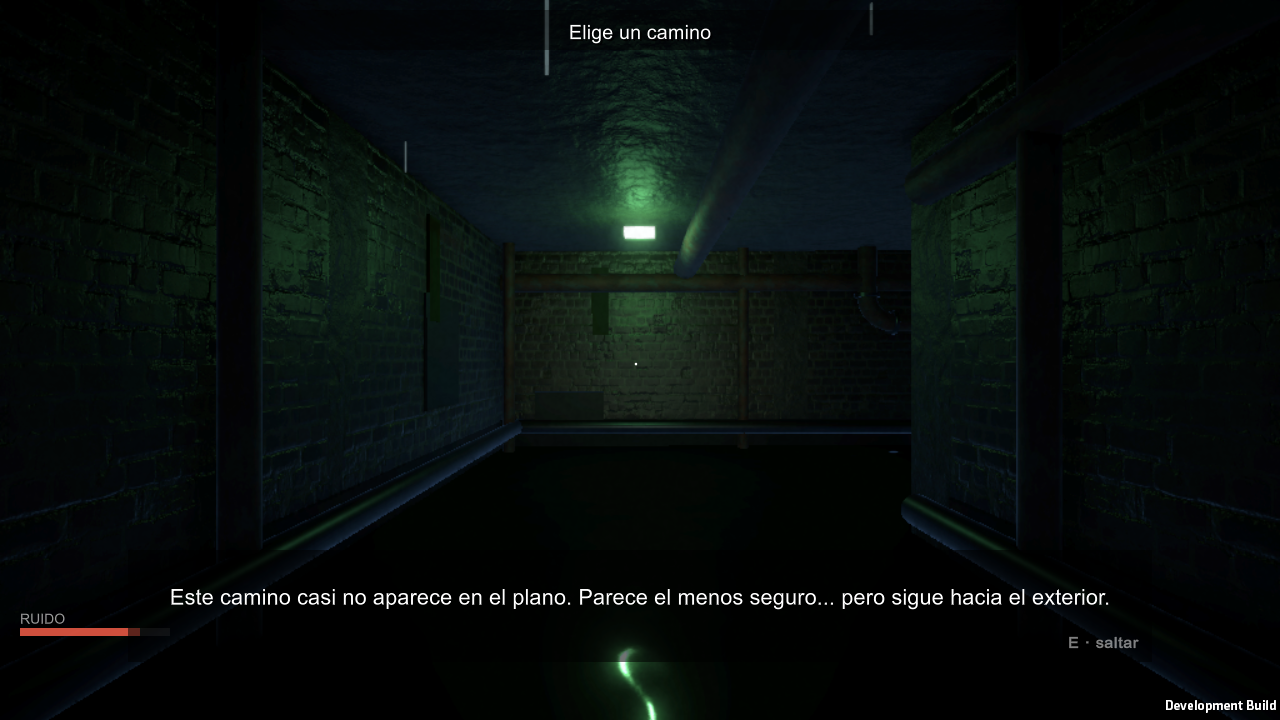 Elige un camino
Este camino casi no aparece en el plano. Parece el menos seguro... pero sigue hacia el exterior.
RUIDO
E · saltar
Development Build